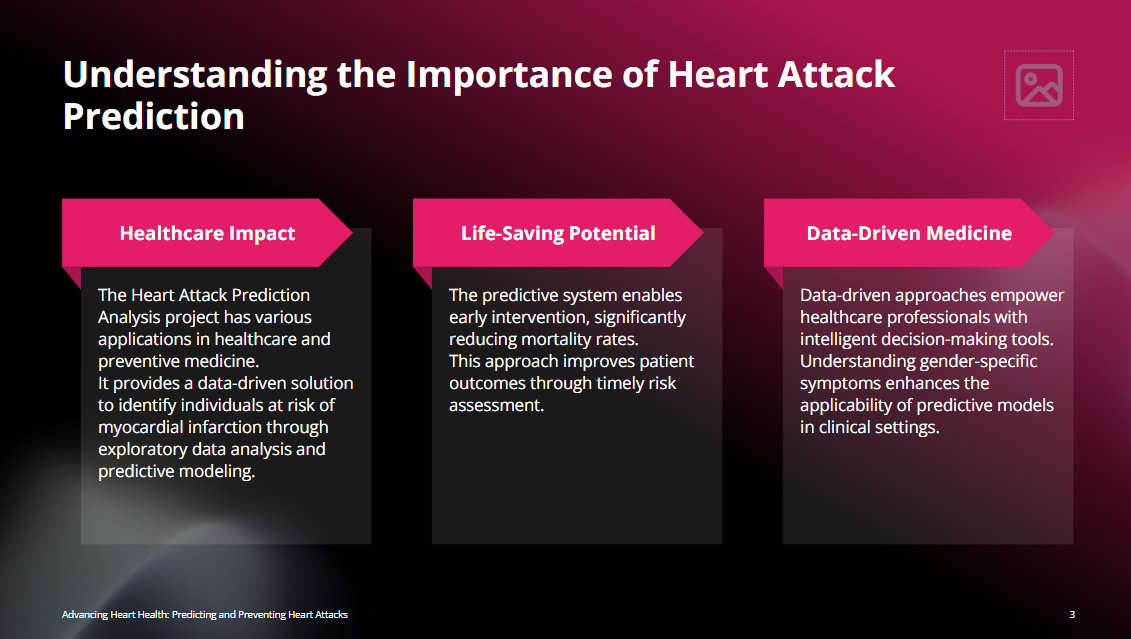 Understanding the Importance of Heart Attack
Prediction
Healthcare Impact
The Heart Attack Prediction
Analysis project has various
applications in healthcare and
preventive medicine.
It provides a data-driven solution
to identify individuals at risk of
myocardial infarction through
exploratory data analysis and
predictive modeling.
Life-Saving Potential
The predictive system enables
early intervention, significantly
reducing mortality rates.
This approach improves patient
outcomes through timely risk
assessment.
Data-Driven Medicine
Data-driven approaches empower
healthcare professionals with
intelligent decision-making tools.
Understanding gender-specific
symptoms enhances the
applicability of predictive models
in clinical settings.
Advancing Heart Health: Predicting and Preventing Heart Attacks
3